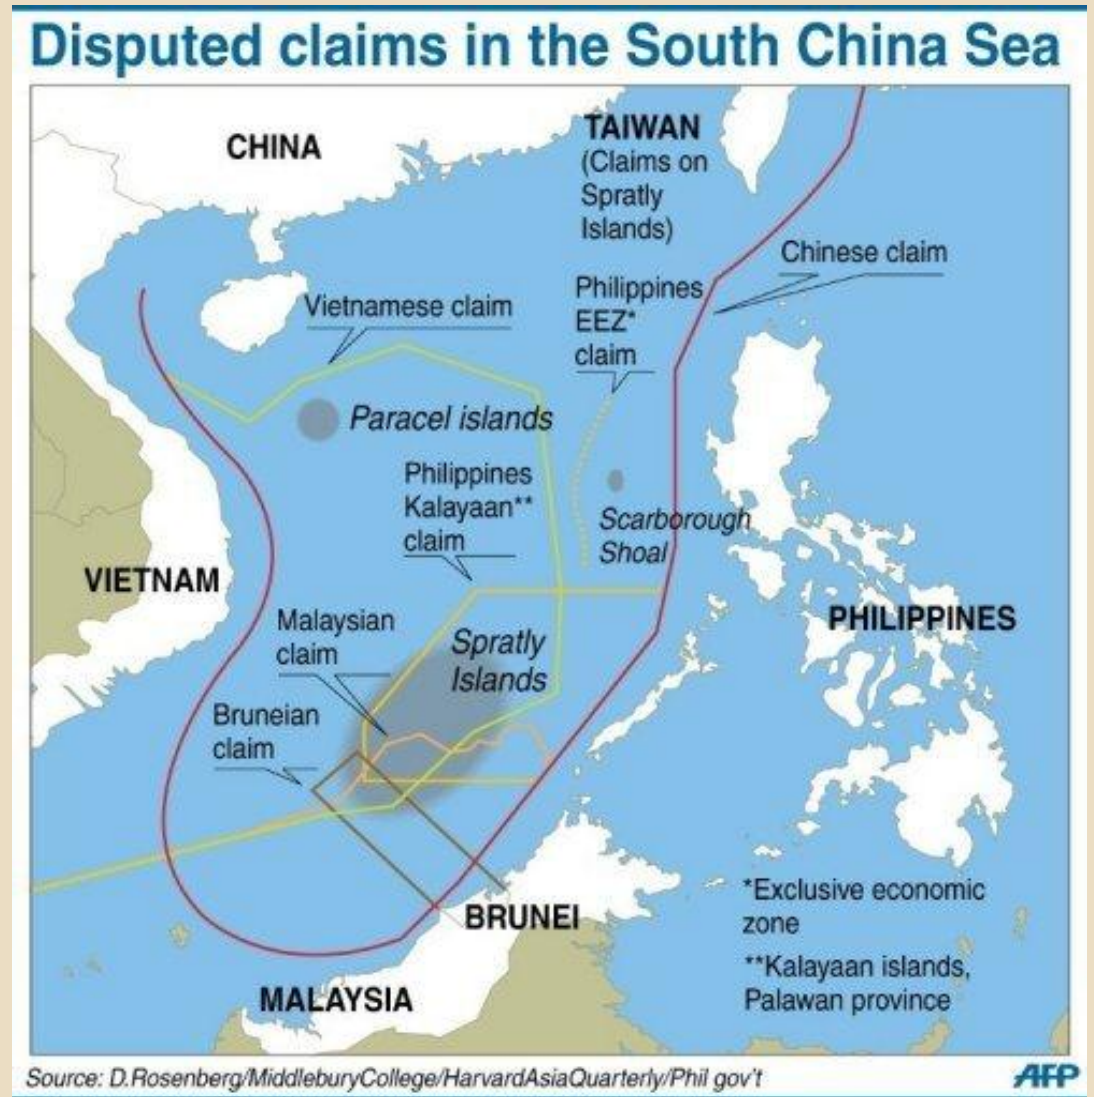 Disputed claims in the South China Sea
CHINA
TAIWAN
(Claims on
Spratly
Islands)
Chinese claim
Philippines
EEZ*
claim
Vietnamese claim
Paracel islands
Philippines
Kalayaan**
claim
Scarborough
Shoal
VIETNAM
PHILIPPINES
Malaysian
claim
Spratly
Islands
Bruneian
claim
*Exclusive economic
zone
BRUNEI
**Kalayaan islands,
Palawan province
MALAYSIA
Source: D.Rosenberg/MiddleburyCollege/HarvardAsiaQuarterly/Phil gov't
AFP